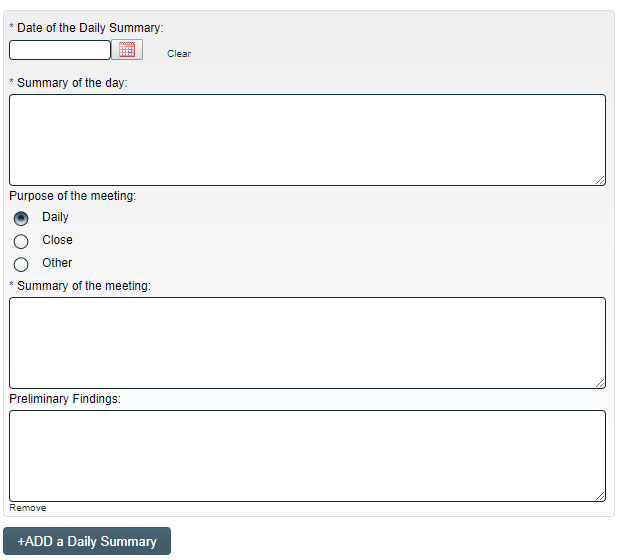 * Date of the Daily Summary:
Clear
* Summary of the day:
Purpose of the meeting:
Daily
Close
Other
* Summary of the meeting:
Preliminary Findings:
Remove
+ADD a Daily Summary